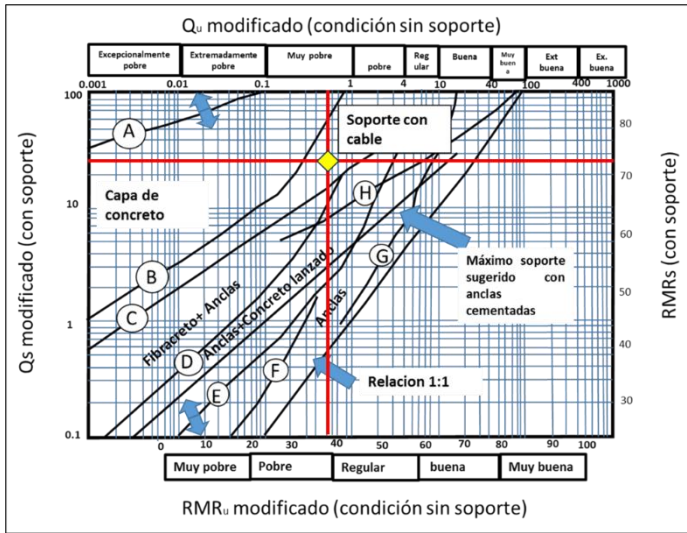 Qu modificado (condición sin soporte)
Excepcionalmente pobre
Extremadamente pobre
Muy pobre
pobre
Reg ular
Buena
Muy buen a
Ext buena
Ex. buena
0.001 0.01 0.1 1 4 10 40 100 400 1000
100
10
1
0.1
Qs modificado (con soporte)
80
70
60
50
40
30
RMRs (con soporte)
A
Soporte con
cable
Capa de
concreto
H
B
G
Máximo soporte
sugerido con
anclas
cementadas
C
Fibracreto+ Anclas
Anclas+Concreto lanzado
Anclas
D
E
F
Relacion 1:1
0 10 20 30 40 50 60 70 80 90 100
Muy pobre Pobre Regular buena Muy buena
RMRu modificado (condición sin soporte)